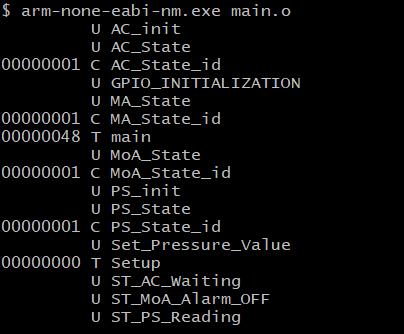 $ arm-none-eabi-nm.exe main.o
         U AC_init
         U AC_State
00000001 C AC_State_id
         U GPIO_INITIALIZATION
         U MA_State
00000001 C MA_State_id
00000048 T main
         U MoA_State
00000001 C MoA_State_id
         U PS_init
         U PS_State
00000001 C PS_State_id
         U Set_Pressure_Value
00000000 T Setup
         U ST_AC_Waiting
         U ST_MoA_Alarm_OFF
         U ST_PS_Reading